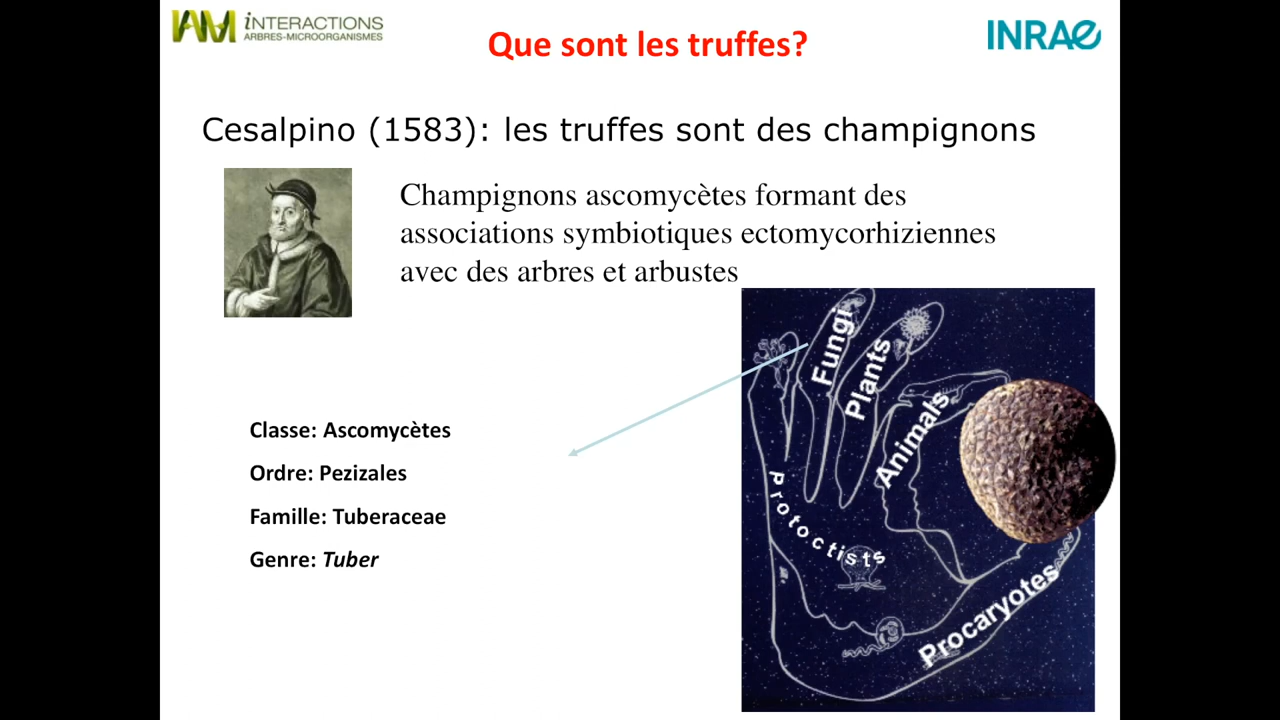 iNTERACTIONS
ARBRES-MICROORGANISMES
INRAE
Que sont les truffes?
Cesalpino (1583): les truffes sont des champignons
Champignons ascomycètes formant des
associations symbiotiques ectomycorhiziennes
avec des arbres et arbustes
Fungi
Plants
Animals
Protoctists
Procaryotes
Classe: Ascomycètes
Ordre: Pezizales
Famille: Tuberaceae
Genre: Tuber